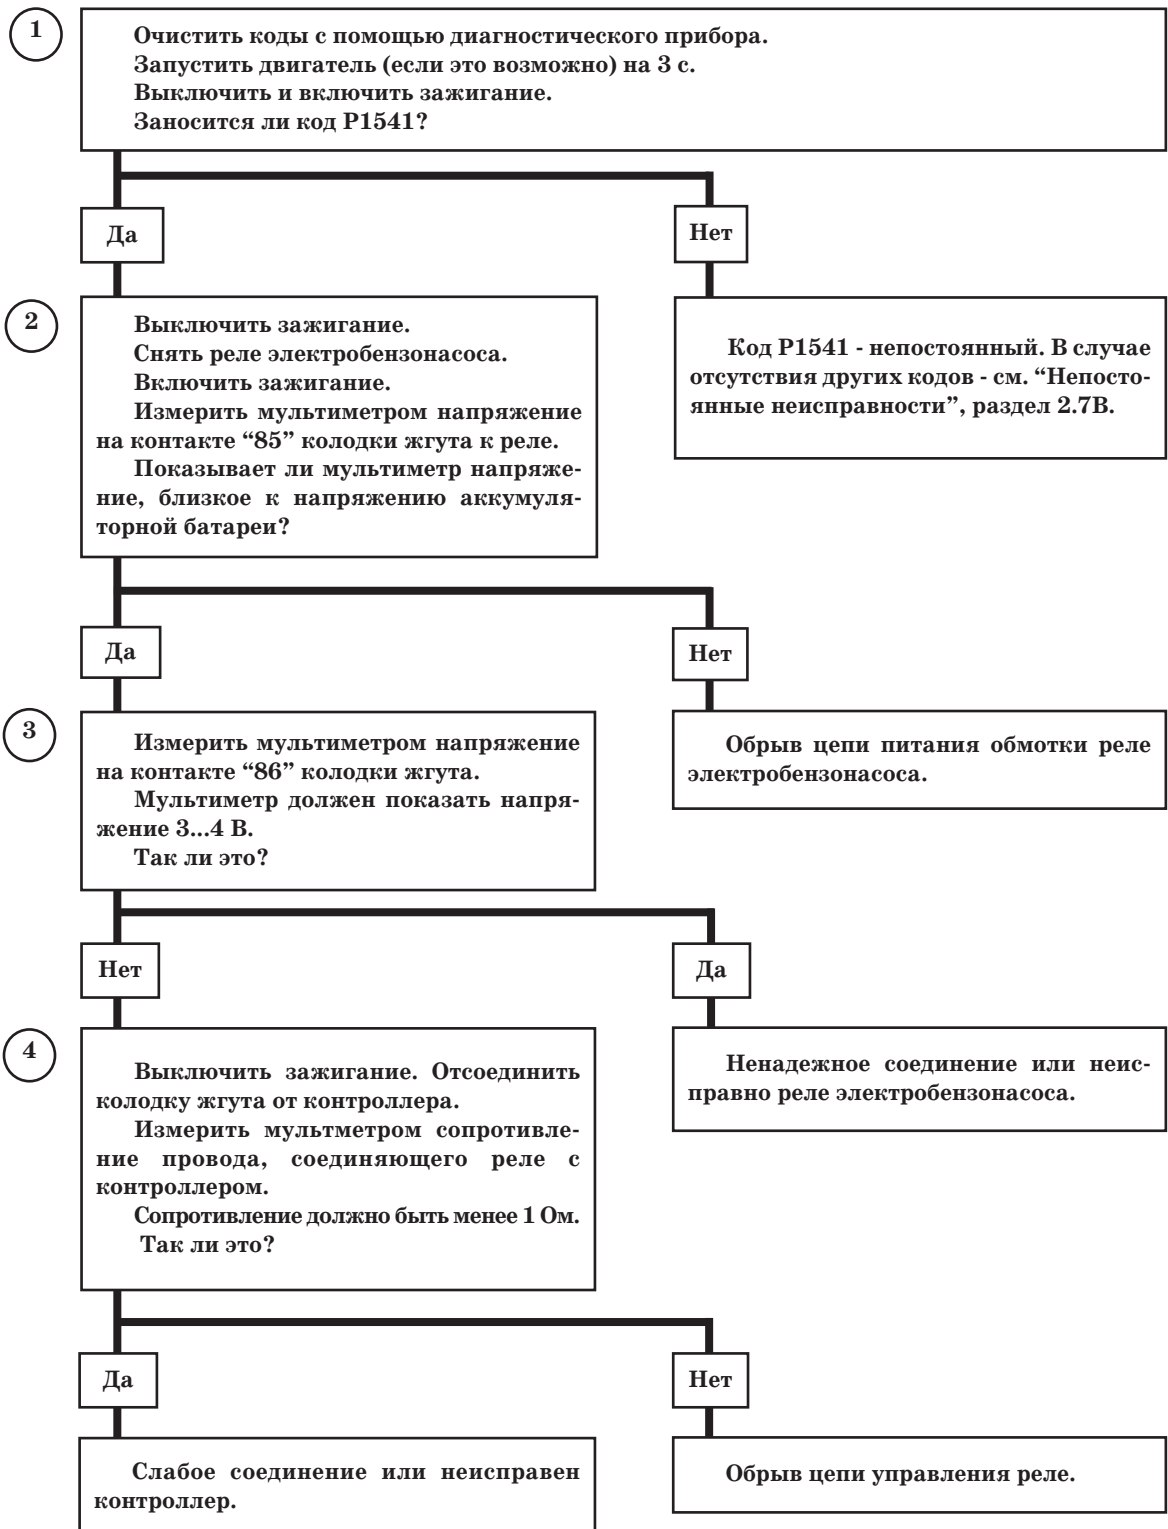 1
Очистить коды с помощью диагностического прибора.
Запустить двигатель (если это возможно) на 3 с.
Выключить и включить зажигание.
Заносится ли код P1541?
Да
Нет
2
Выключить зажигание.
Снять реле электробензонасоса.
Включить зажигание.
Измерить мультиметром напряжение
на контакте “85” колодки жгута к реле.
Показывает ли мультиметр напряже-
ние, близкое к напряжению аккумуля-
торной батареи?
Код P1541 - непостоянный. В случае
отсутствия других кодов - см. “Непосто-
янные неисправности”, раздел 2.7В.
Да
Нет
3
Измерить мультиметром напряжение
на контакте “86” колодки жгута.
Мультиметр должен показать напря-
жение 3...4 В.
Так ли это?
Обрыв цепи питания обмотки реле
электробензонасоса.
Нет
Да
4
Выключить зажигание. Отсоединить
колодку жгута от контроллера.
Измерить мультметром сопротивле-
ние провода, соединяющего реле с
контроллером.
Сопротивление должно быть менее 1 Ом.
Так ли это?
Ненадежное соединение или неис-
правно реле электробензонасоса.
Да
Нет
Слабое соединение или неисправен
контроллер.
Обрыв цепи управления реле.